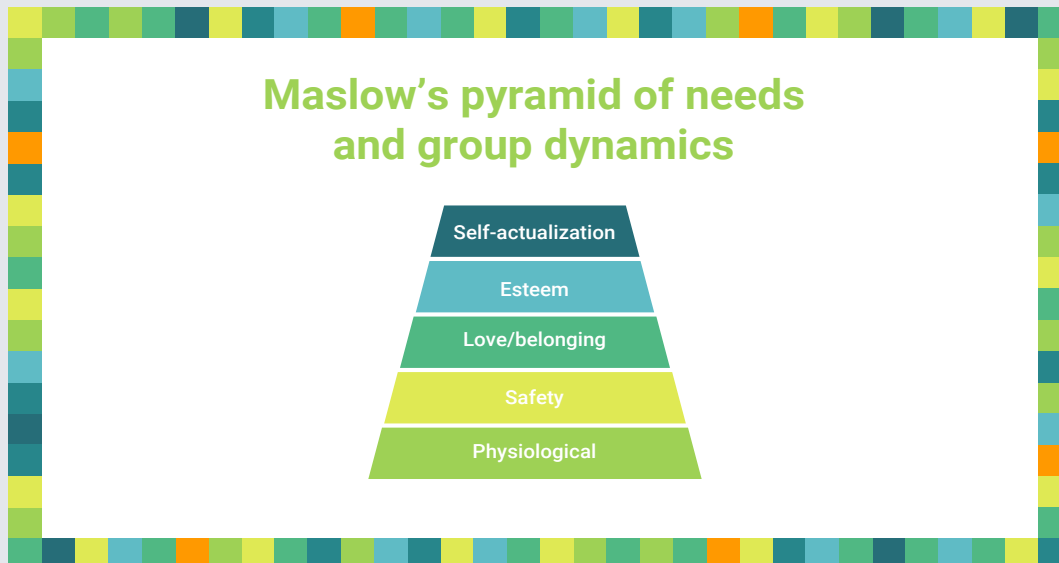 Maslow’s pyramid of needs
and group dynamics
Self-actualization
Esteem
Love/belonging
Safety
Physiological